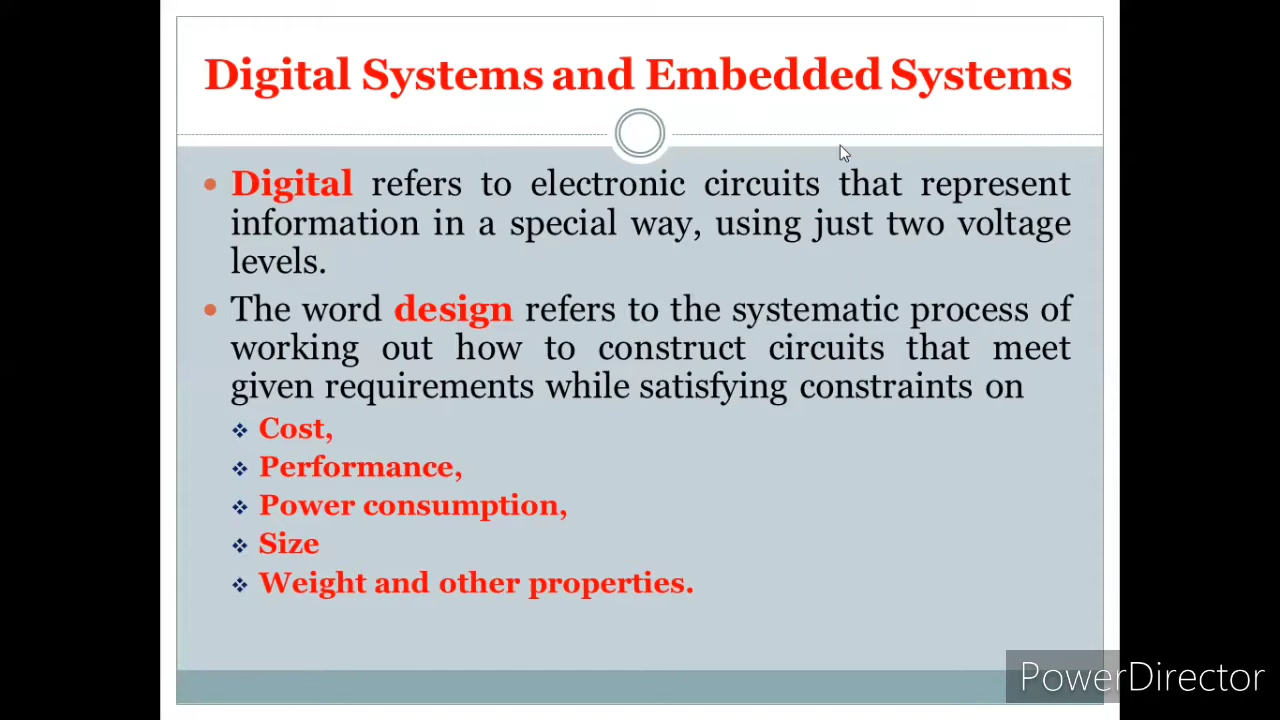 Digital Systems and Embedded Systems
Digital refers to electronic circuits that represent
information in a special way, using just two voltage
levels.
The word design refers to the systematic process of
working out how to construct circuits that meet
given requirements while satisfying constraints on
Cost,
Performance,
Power consumption,
Size
Weight and other properties.
PowerDirector